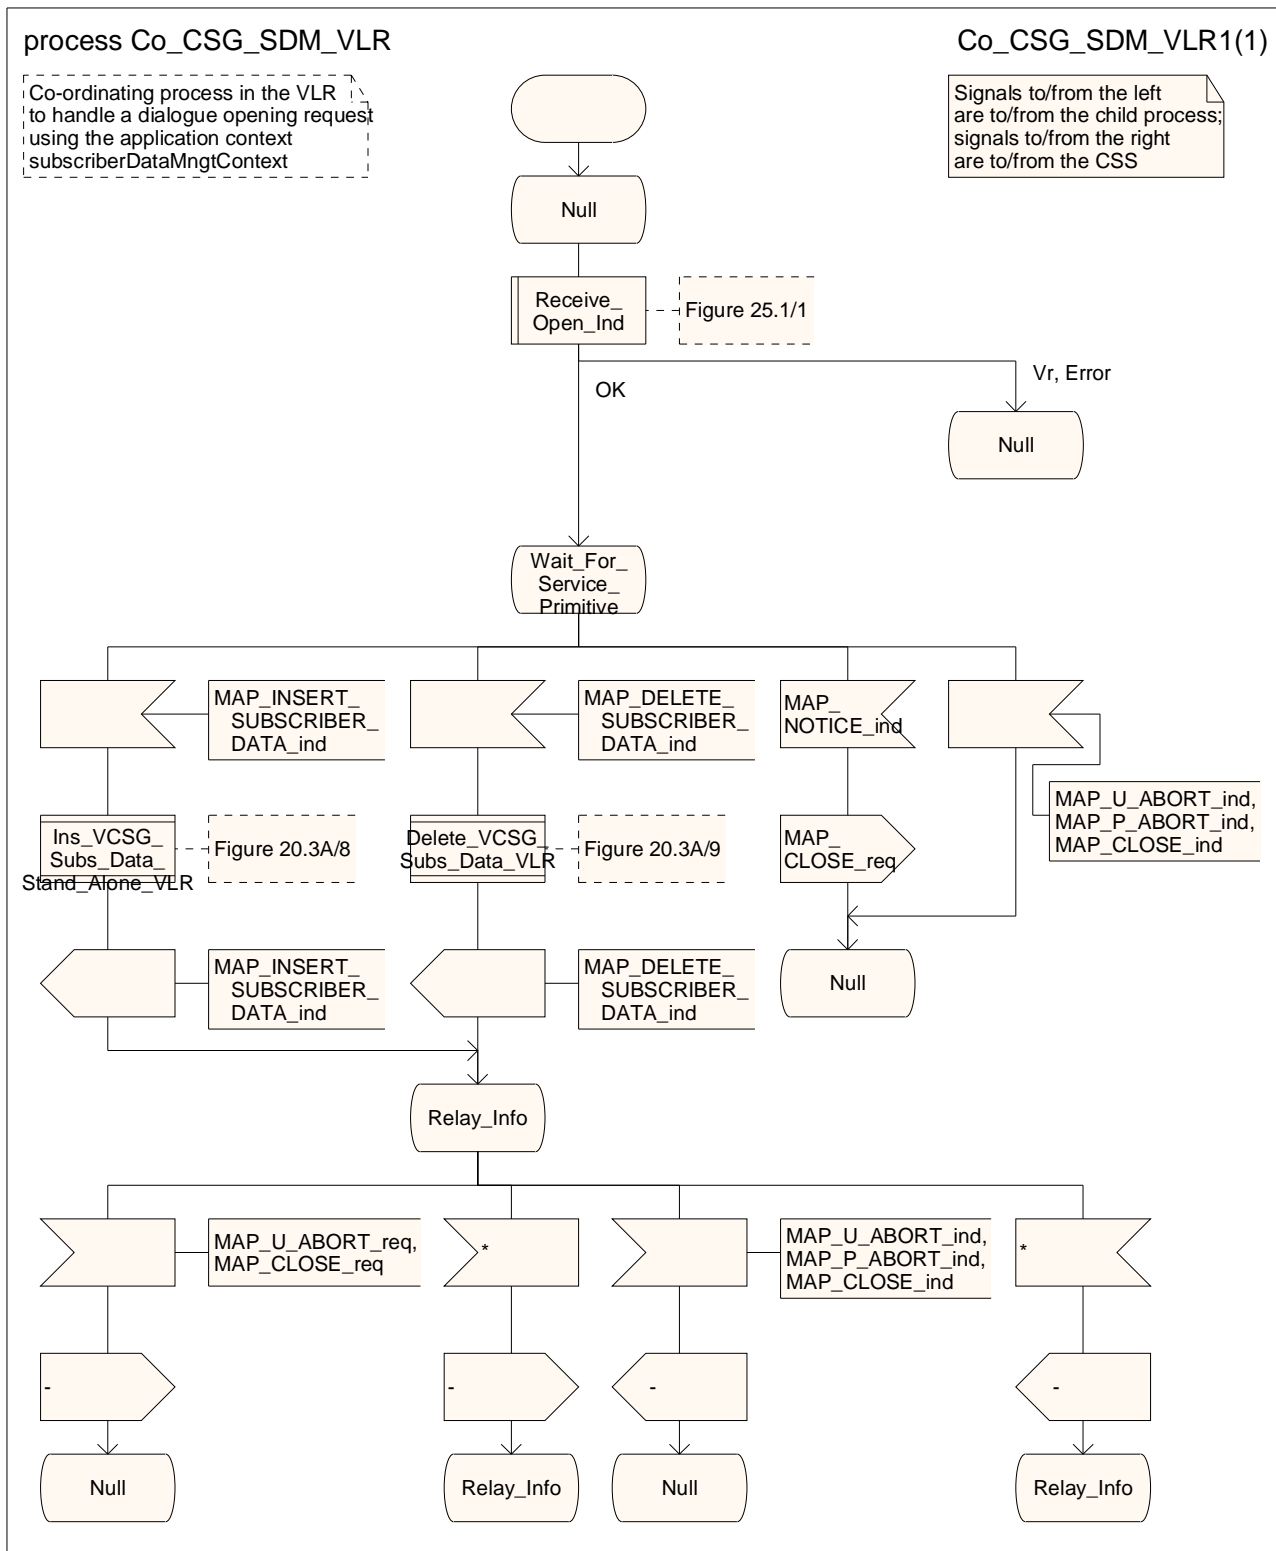 process Co_CSG_SDM_VLR
Co_CSG_SDM_VLR1(1)
Co-ordinating process in the VLR
to handle a dialogue opening request
using the application context
subscriberDataMngtContext
Signals to/from the left
are to/from the child process;
signals to/from the right
are to/from the CSS
Null
Receive_
Open_Ind
Figure 25.1/1
OK
Vr, Error
Null
Wait_For_
Service_
Primitive
MAP_INSERT_
SUBSCRIBER_
DATA_ind
MAP_DELETE_
SUBSCRIBER_
DATA_ind
MAP_
NOTICE_ind
MAP_U_ABORT_ind,
MAP_P_ABORT_ind,
MAP_CLOSE_ind
Ins_VCSG_
Subs_Data_
Stand_Alone_VLR
Figure 20.3A/8
Delete_VCSG_
Subs_Data_VLR
Figure 20.3A/9
MAP_
CLOSE_req
MAP_INSERT_
SUBSCRIBER_
DATA_ind
MAP_DELETE_
SUBSCRIBER_
DATA_ind
Null
Relay_Info
MAP_U_ABORT_req,
MAP_CLOSE_req
*
MAP_U_ABORT_ind,
MAP_P_ABORT_ind,
MAP_CLOSE_ind
*
-
-
-
-
Null
Relay_Info
Null
Relay_Info